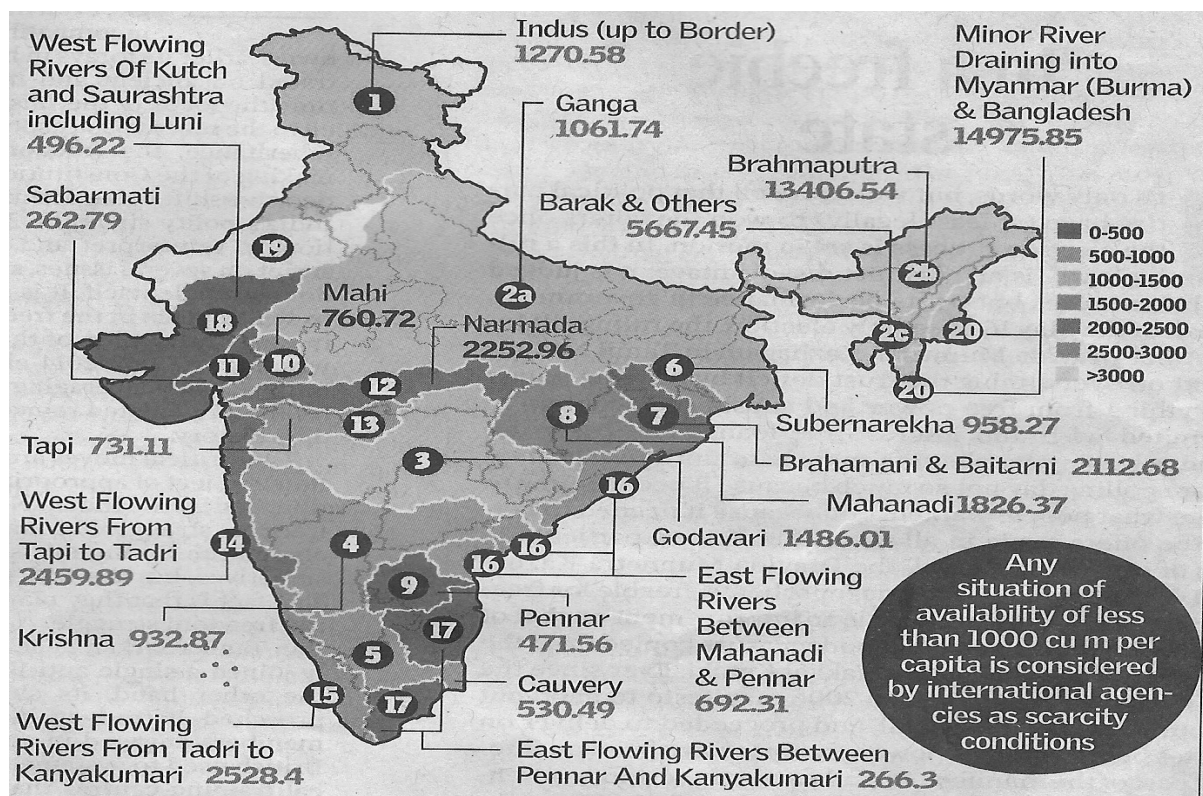 West Flowing
Rivers Of Kutch
and Saurashtra
including Luni
496.22
Indus (up to Border)
1270.58
Minor River
Draining into
Myanmar (Burma)
& Bangladesh
14975.85
Ganga
1061.74
Brahmaputra
13406.54
Sabarmati
262.79
Barak & Others
5667.45
0-500
500-1000
1000-1500
1500-2000
2000-2500
2500-3000
>3000
1
19
2a
2b
2c
20
20
18
Mahi
760.72
Narmada
2252.96
11
10
12
6
13
8
7
3
16
Tapi 731.11
Subernarekha 958.27
Brahamani & Baitarni 2112.68
Mahanadi 1826.37
Godavari 1486.01
West Flowing
Rivers From
Tapi to Tadri
2459.89
14
4
16
16
9
17
5
15
17
Krishna 932.87
Pennar
471.56
Cauvery
530.49
East Flowing
Rivers
Between
Mahanadi
& Pennar
692.31
Any
situation of
availability of less
than 1000 cu m per
capita is considered
by international agen-
cies as scarcity
conditions
West Flowing
Rivers From Tadri to
Kanyakumari 2528.4
East Flowing Rivers Between
Pennar And Kanyakumari 266.3